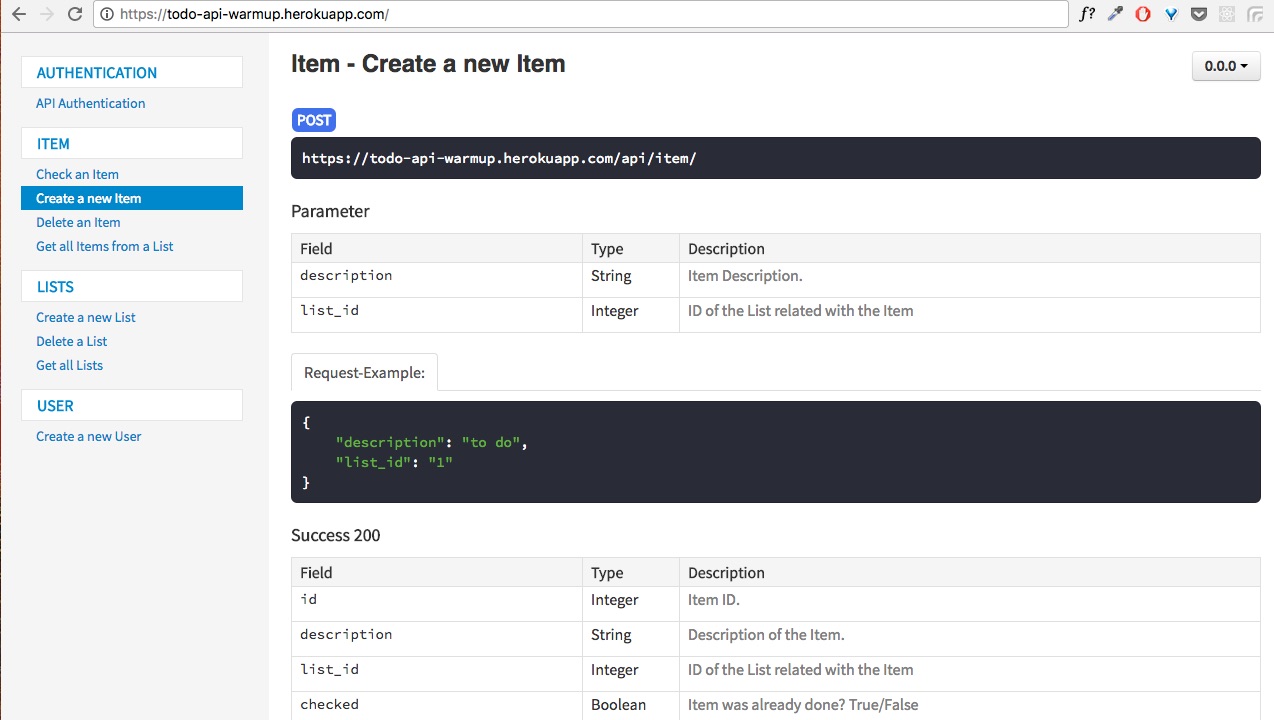 https://todo-api-warmup.herokuapp.com/
f?
AUTHENTICATION
API Authentication
ITEM
Check an Item
Create a new Item
Delete an Item
Get all Items from a List
LISTS
Create a new List
Delete a List
Get all Lists
USER
Create a new User
Item - Create a new Item
0.0.0
POST
https://todo-api-warmup.herokuapp.com/api/item/
Parameter
Field Type Description
description String Item Description.
list_id Integer ID of the List related with the Item
Request-Example:
{
"description": "to do",
"list_id": "1"
}
Success 200
Field Type Description
id Integer Item ID.
description String Description of the Item.
list_id Integer ID of the List related with the Item
checked Boolean Item was already done? True/False